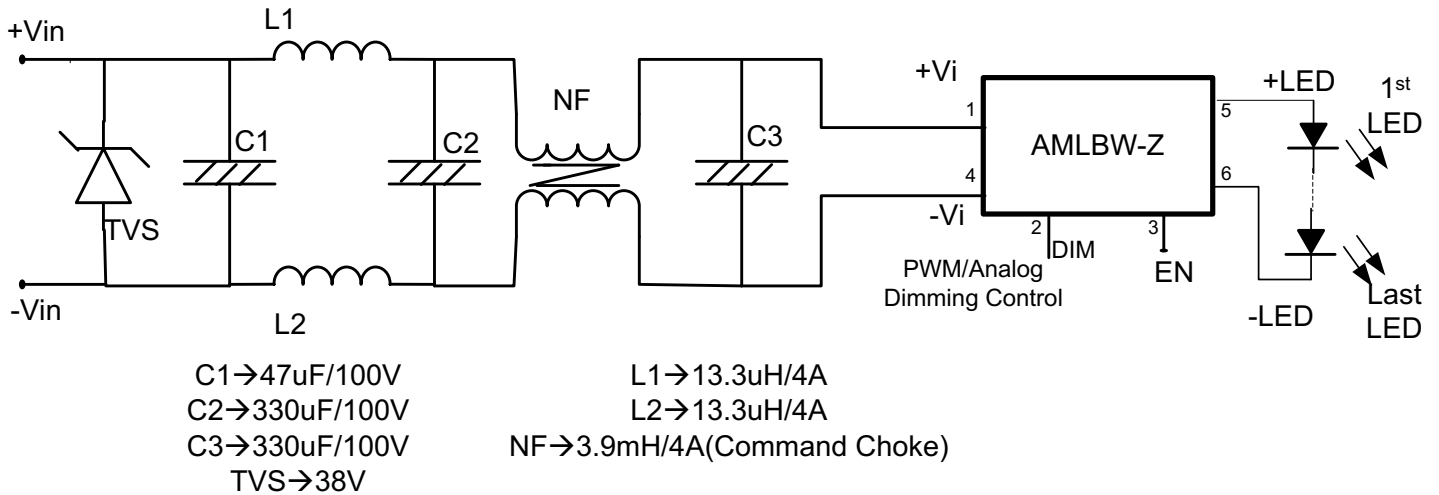 L1
+Vin
NF
C1
C2
C3
TVS
-Vin
L2
+Vi
1
4
-Vi
AMLBW-Z
2
3
DIM
EN
PWM/Analog
Dimming Control
5
6
+LED
-LED
1st
LED
Last
LED
C1→47uF/100V
C2→330uF/100V
C3→330uF/100V
TVS→38V
L1→13.3uH/4A
L2→13.3uH/4A
NF→3.9mH/4A(Command Choke)